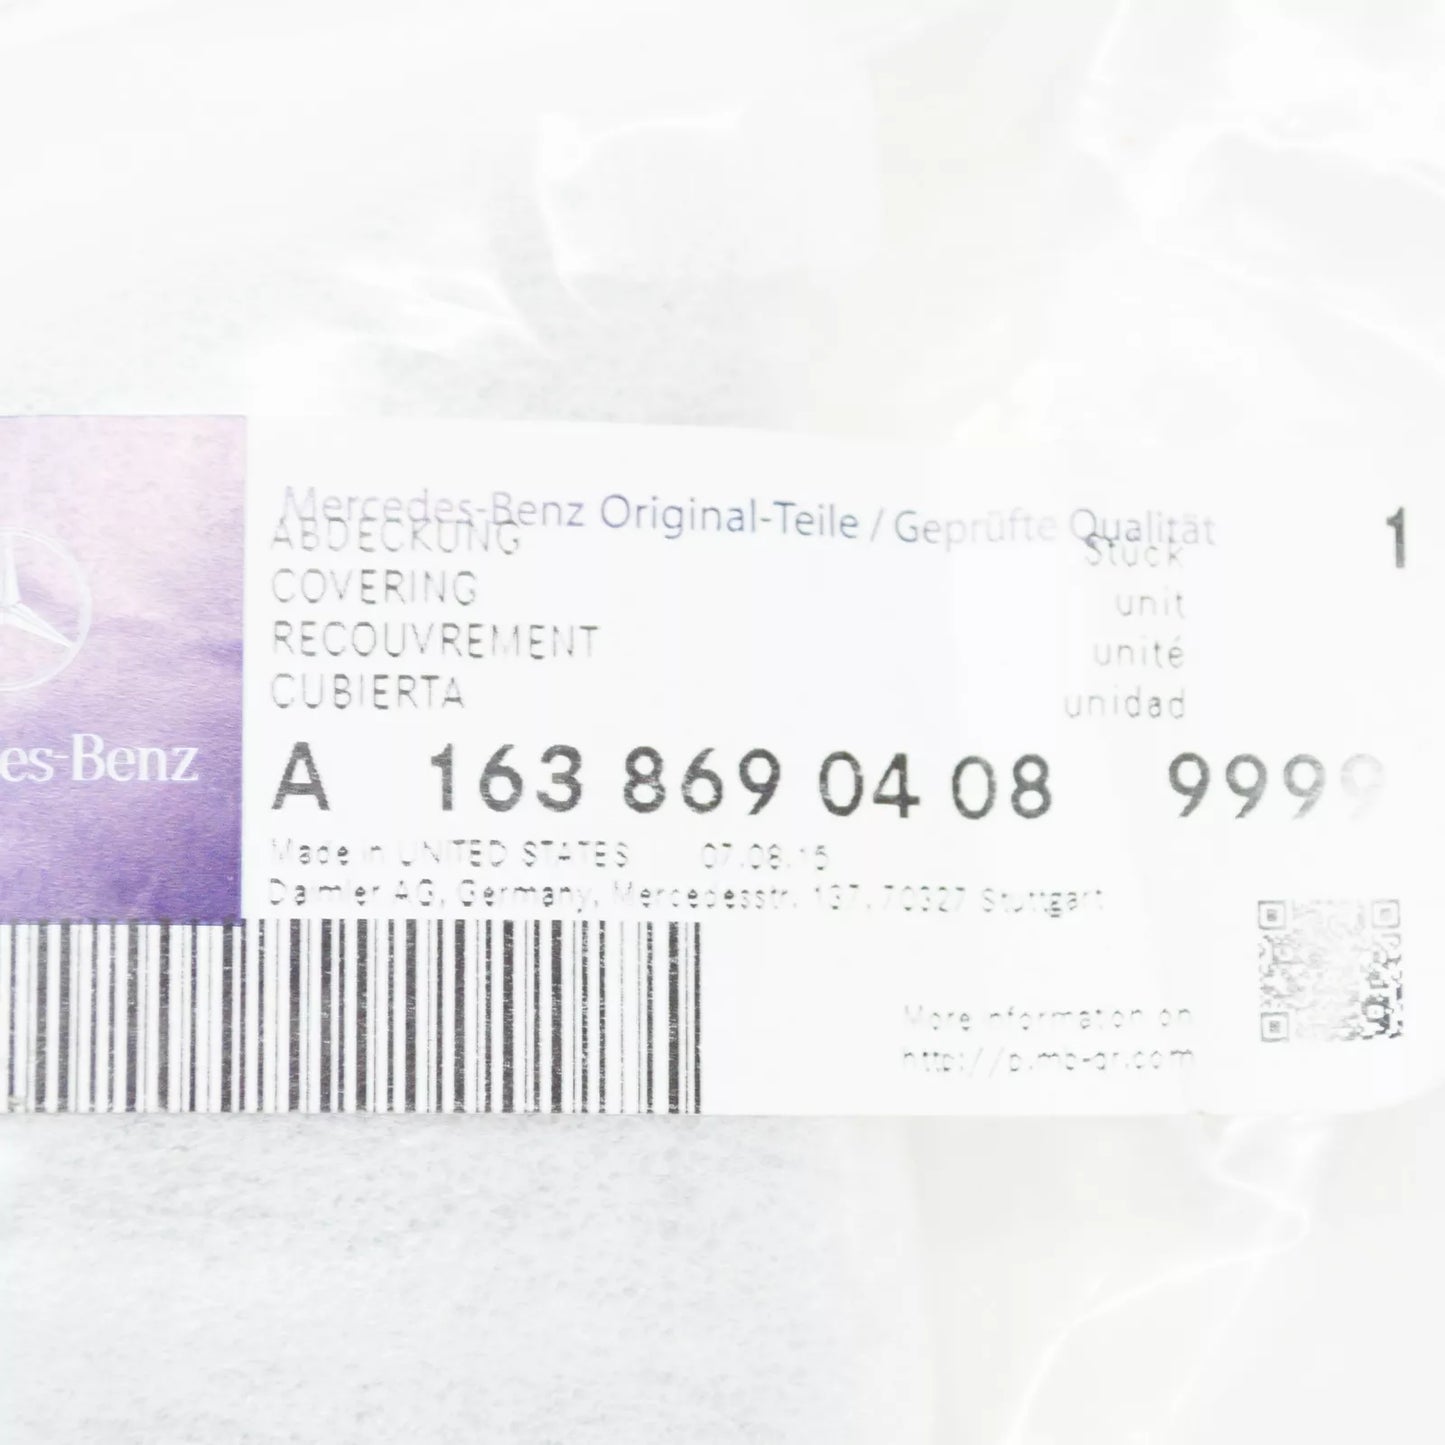 Mercedes-Benz Original-Teile / Geprüfte Qualität
ABDECKUNG Stück 1
COVERING unit
RECOUVREMENT unité
CUBIERTA unidad
es-Benz
A 163 869 04 08 9999
Made in UNITED STATES 07.08.15
Daimler AG, Germany, Mercedesstr. 137, 70327 Stuttgart
More information on
http://p.mb-qr.com